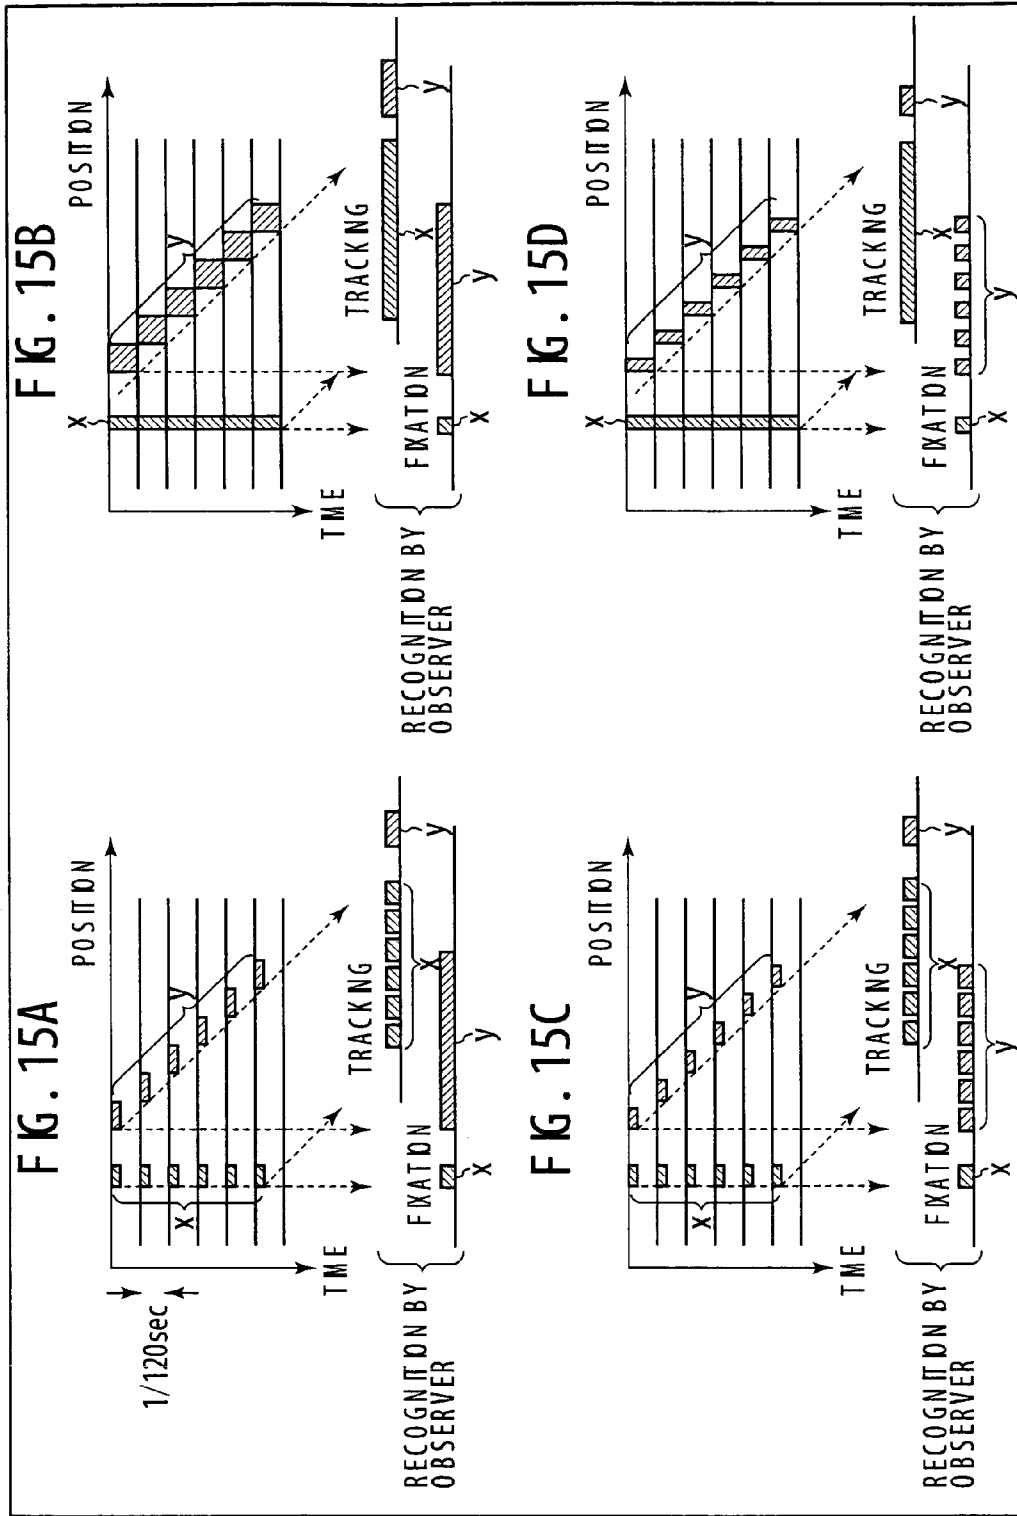 FIG. 15A
1/120sec
POSITION
TIME
x
y
RECOGNITION BY
OBSERVER
FIXATION
TRACKING
x
y
x
y
FIG. 15B
POSITION
TIME
x
y
RECOGNITION BY
OBSERVER
FIXATION
TRACKING
x
y
x
y
FIG. 15C
POSITION
TIME
x
y
RECOGNITION BY
OBSERVER
FIXATION
TRACKING
x
y
x
y
FIG. 15D
POSITION
TIME
x
y
RECOGNITION BY
OBSERVER
FIXATION
TRACKING
x
y
x
y